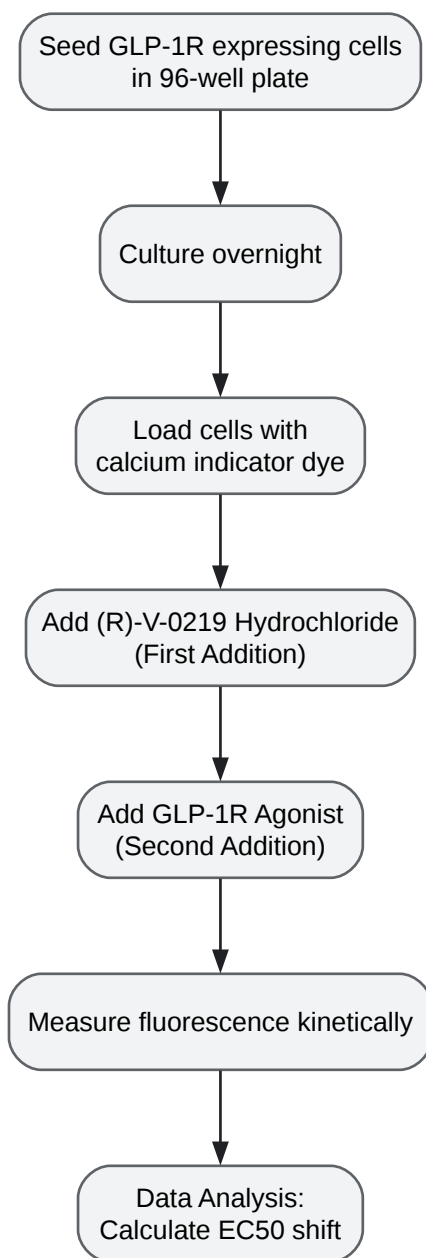 Seed GLP-1R expressing cells
in 96-well plate
Culture overnight
Load cells with
calcium indicator dye
Add (R)-V-0219 Hydrochloride
(First Addition)
Add GLP-1R Agonist
(Second Addition)
Measure fluorescence kinetically
Data Analysis:
Calculate EC50 shift